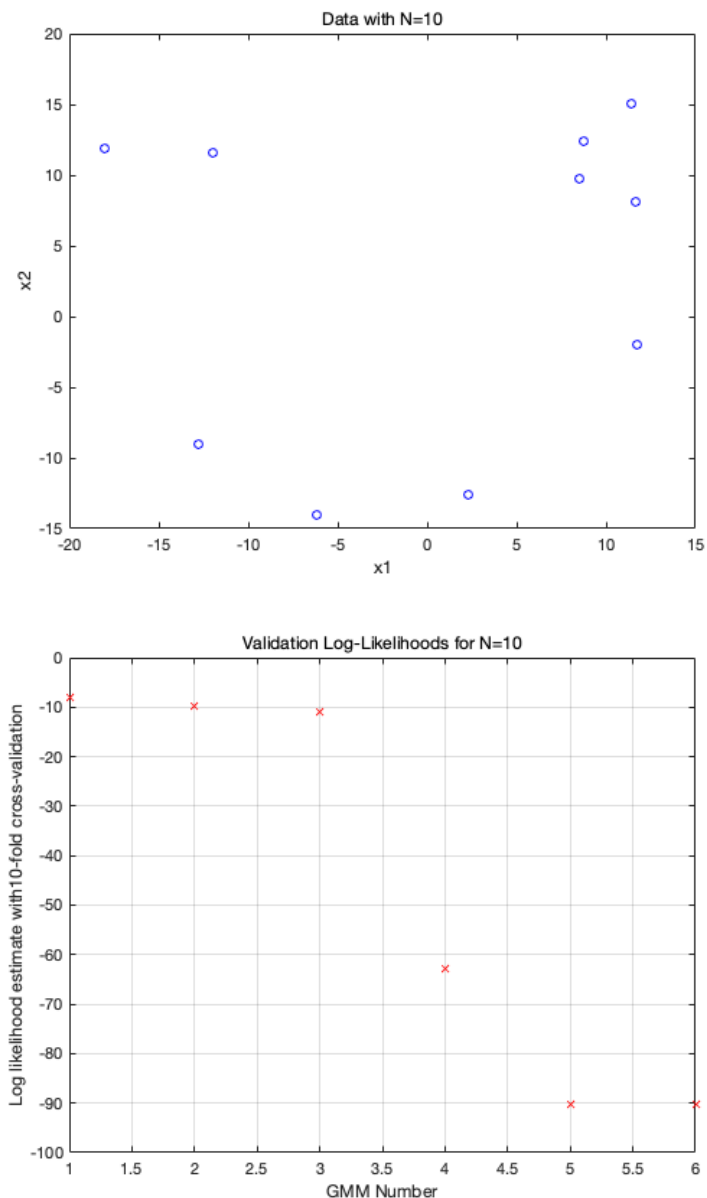 Data with N=10
20
15
10
5
0
-5
-10
-15
x2
-20 -15 -10 -5 0 5 10 15
x1
Validation Log-Likelihoods for N=10
0
-10
-20
-30
-40
-50
-60
-70
-80
-90
-100
Log likelihood estimate with10-fold cross-validation
1 1.5 2 2.5 3 3.5 4 4.5 5 5.5 6
GMM Number